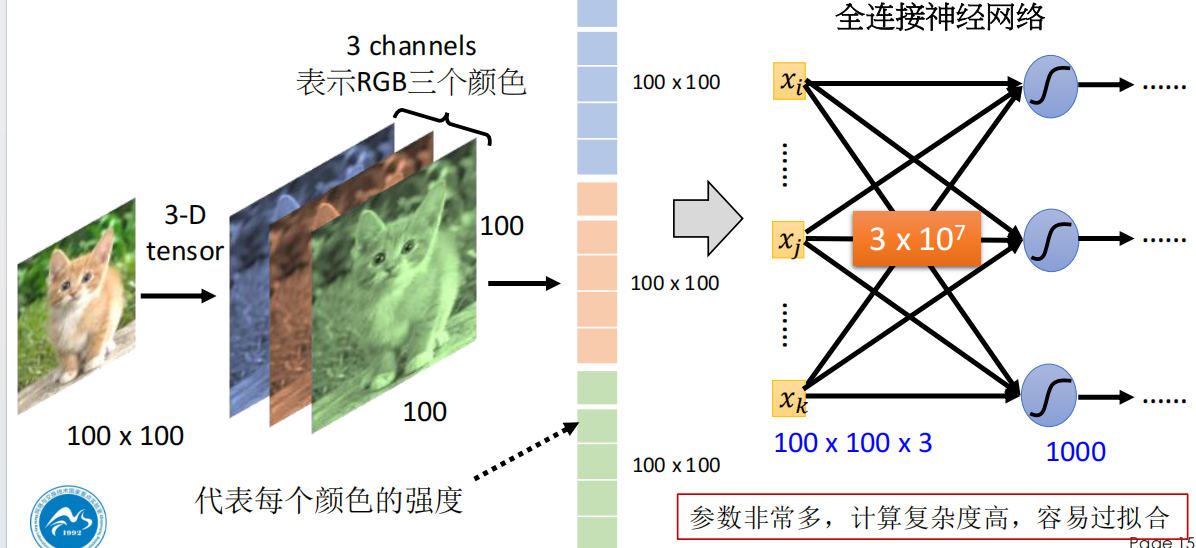 全连接神经网络
3 channels
表示RGB三个颜色
3-D
tensor
100
100
100 x 100
100 x 100
100 x 100
100 x 100
代表每个颜色的强度
xᵢ
xⱼ
xₖ
......
......
......
......
......
3 x 10⁷
100 x 100 x 3
1000
参数非常多，计算复杂度高，容易过拟合
1992
Page 15